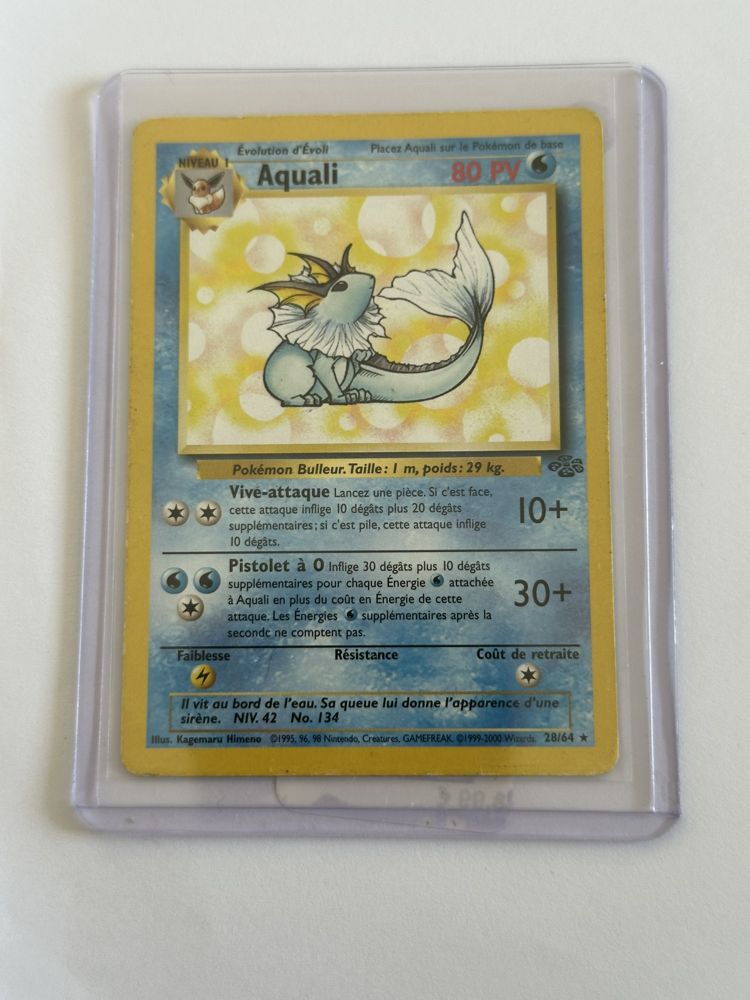 Évolution d'Évoli Placez Aquali sur le Pokémon de base
NIVEAU 1
Aquali 80 PV
Pokémon Bulleur. Taille: 1 m, poids: 29 kg.
Vive-attaque Lancez une pièce. Si c'est face,
cette attaque inflige 10 dégâts plus 20 dégâts
supplémentaires; si c'est pile, cette attaque inflige
10 dégâts.
10+
Pistolet à O Inflige 30 dégâts plus 10 dégâts
supplémentaires pour chaque Énergie attachée
à Aquali en plus du coût en Énergie de cette
attaque. Les Énergies supplémentaires après la
seconde ne comptent pas.
30+
Faiblesse Résistance Coût de retraite
Il vit au bord de l'eau. Sa queue lui donne l'apparence d'une
sirène. NIV. 42 No. 134
Illus. Kagemaru Himeno ©1995, 96, 98 Nintendo, Creatures, GAMEFREAK. ©1999-2000 Wizards. 28/64 ★